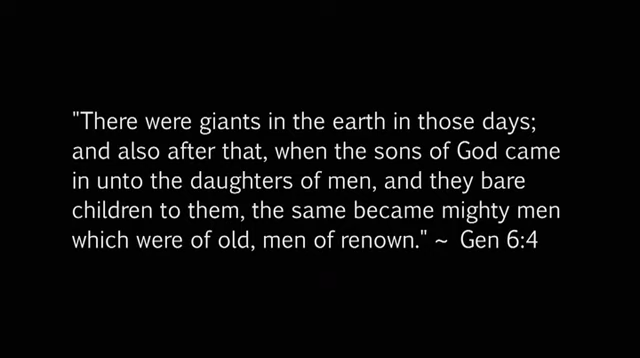 "There were giants in the earth in those days;
and also after that, when the sons of God came
in unto the daughters of men, and they bare
children to them, the same became mighty men
which were of old, men of renown." ~  Gen 6:4